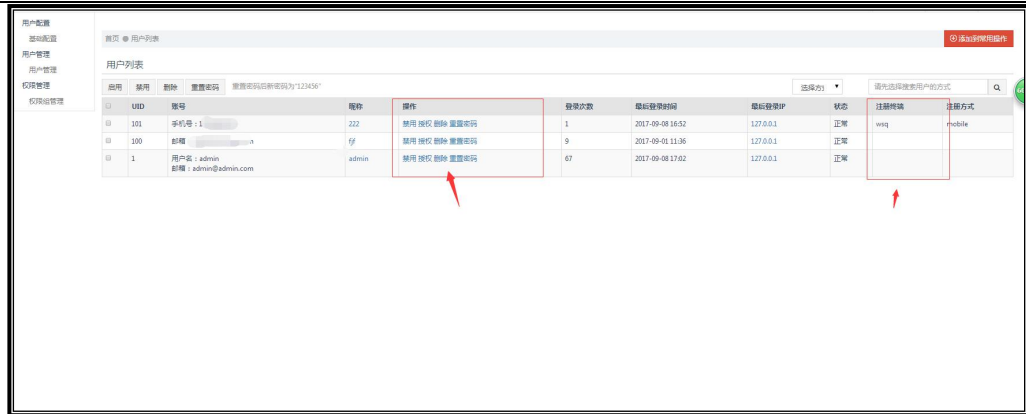 用户配置
基础配置
用户管理
用户管理
权限管理
权限组管理
首页 用户列表
添加到常用操作
用户列表
启用 禁用 删除 重置密码 重置密码后新密码为"123456"
选择方 请先选择搜索用户的方式
UID 账号 昵称 操作 登录次数 最后登录时间 最后登录IP 状态 注册终端 注册方式
101 手机号:1 222 禁用 授权 删除 重置密码 1 2017-09-08 16:52 127.0.0.1 正常 wsq mobile
100 邮箱 禁用 授权 删除 重置密码 9 2017-09-01 11:36 127.0.0.1 正常
1 用户名:admin admin 禁用 授权 删除 重置密码 67 2017-09-08 17:02 127.0.0.1 正常
邮箱:admin@admin.com